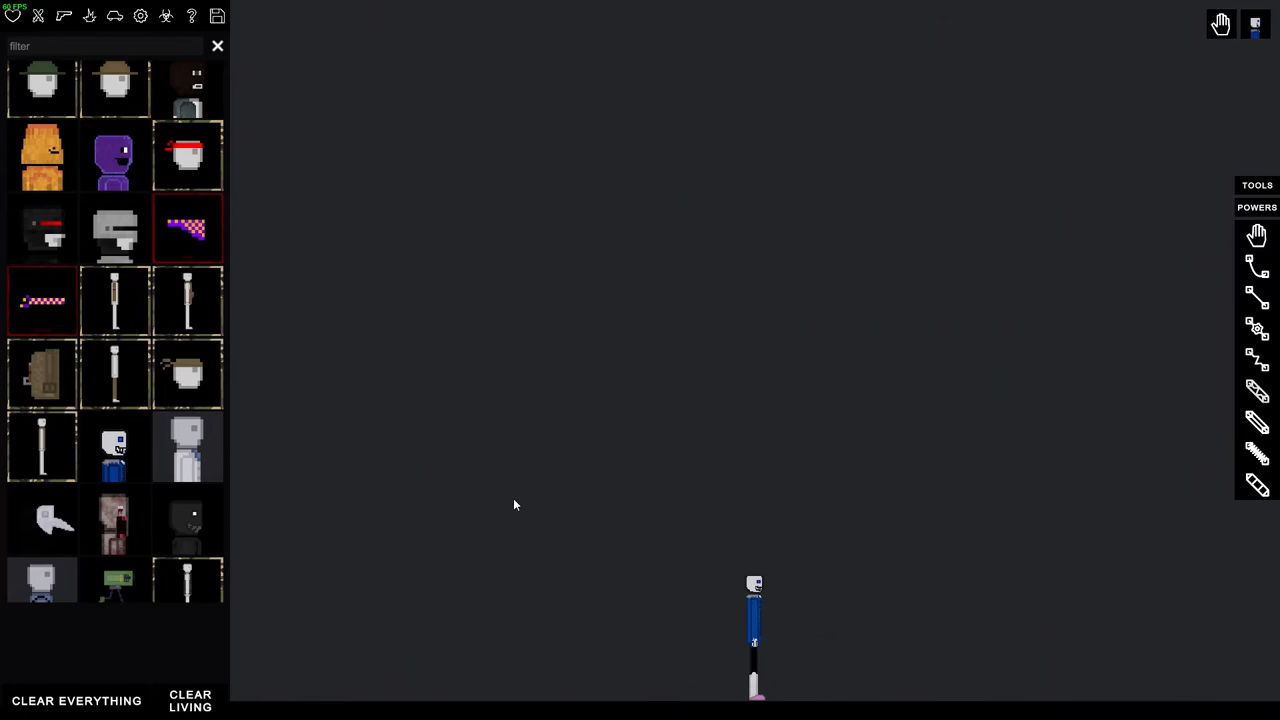 60 FPS
filter
TOOLS
POWERS
CLEAR EVERYTHING
CLEAR
LIVING